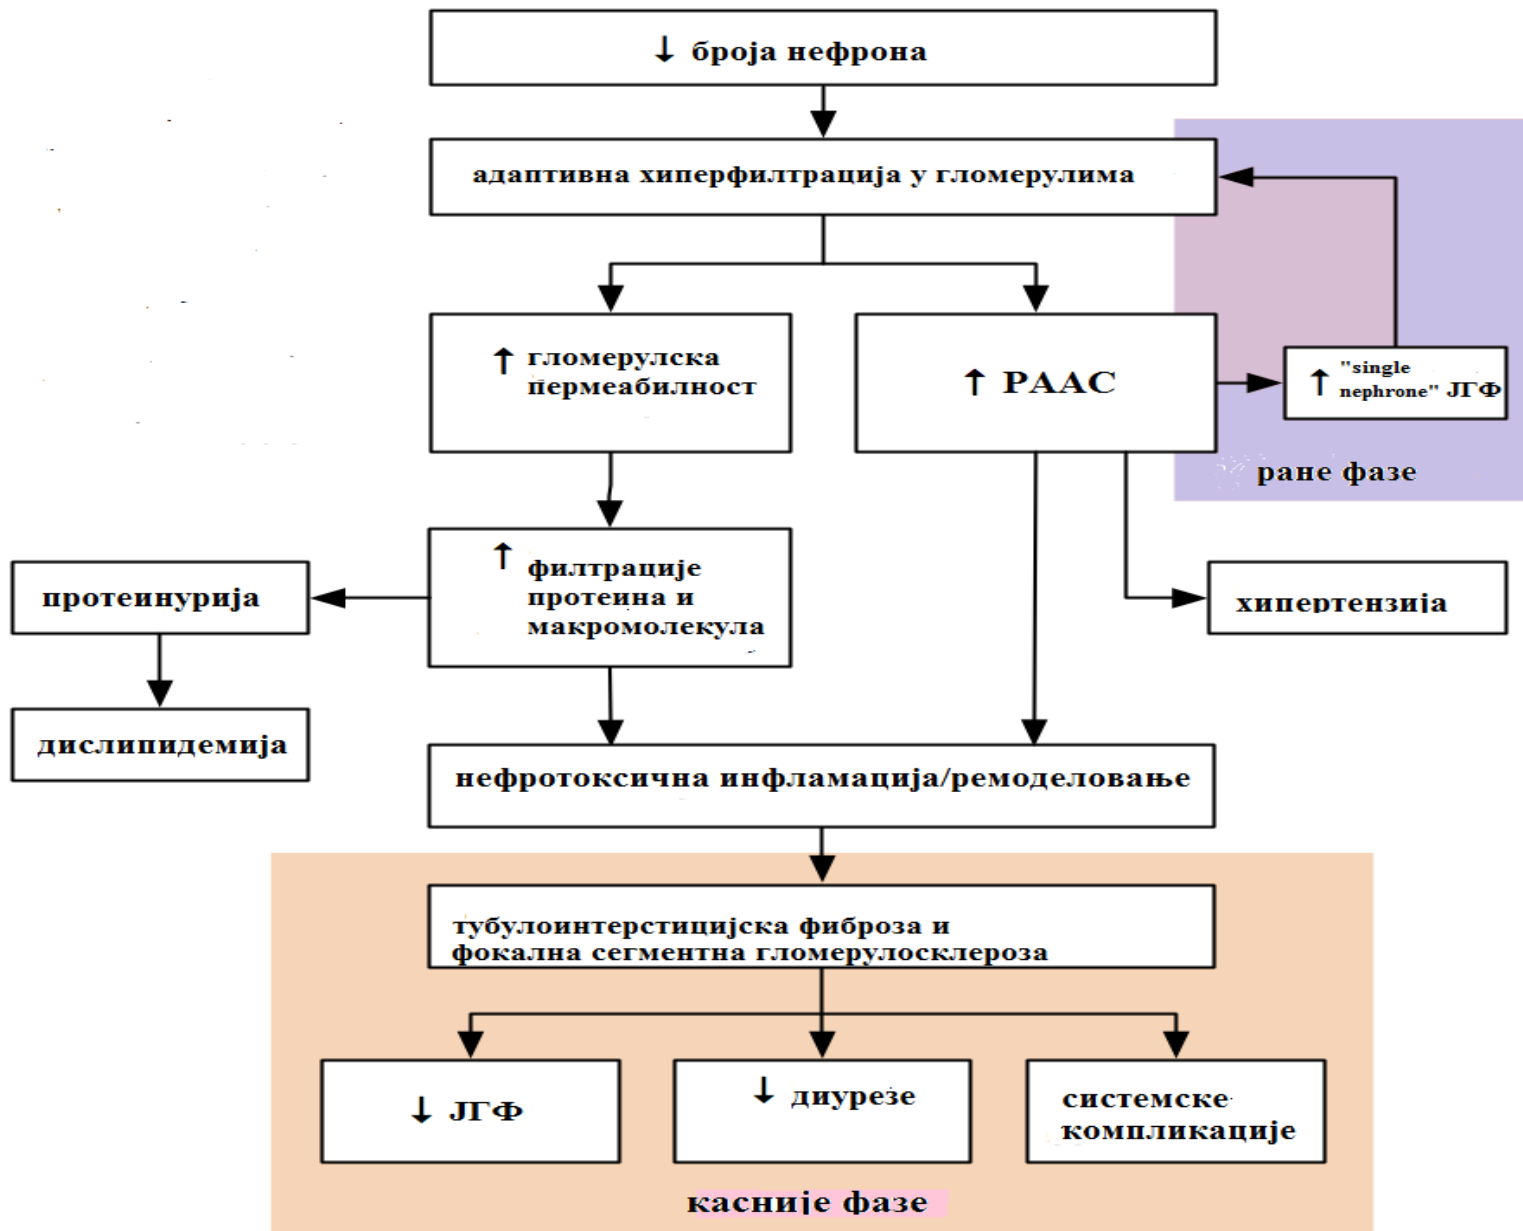 ↓ броја нефрона
адаптивна хиперфилтрација у гломерулима
↑ гломерулска
пермеабилност
↑ РААС
↑ "single
nephrone" ЈГФ
ране фазе
↑ филтрације
протеина и
макромолекула
протеинурија
хипертензија
дислипидемија
нефротоксична инфламација/ремоделовање
тубулоинтерстицијска фиброза и
фокална сегментна гломерулосклероза
↓ ЈГФ
↓ диурезе
системске
компликације
касније фазе